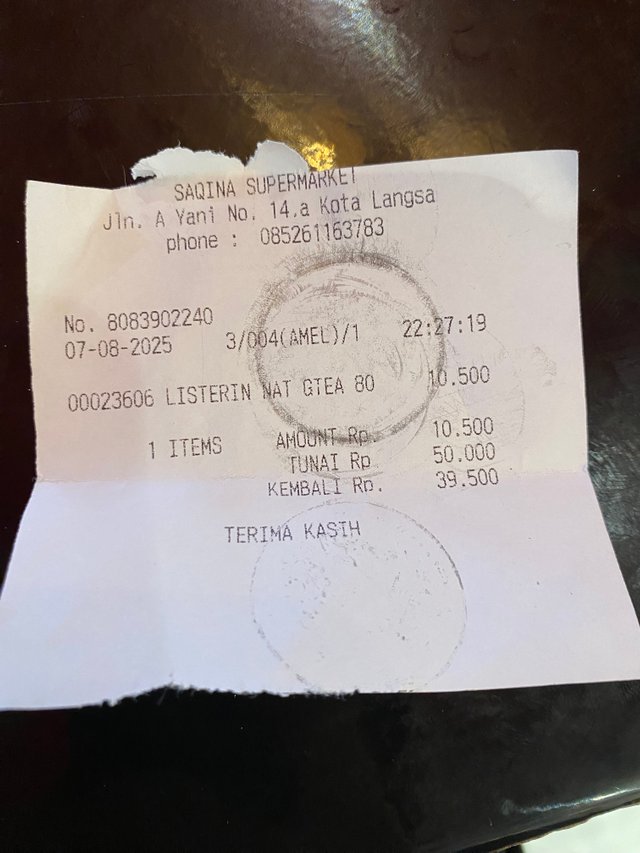 SAQINA SUPERMARKET
Jln. A Yani No. 14.a Kota Langsa
phone : 085261163783
No. 8083902240
07-08-2025 3/004(AMEL)/1 22:27:19
00023606 LISTERIN NAT GTEA 80 10.500
1 ITEMS AMOUNT Rp. 10.500
TUNAI Rp 50.000
KEMBALI Rp. 39.500
TERIMA KASIH